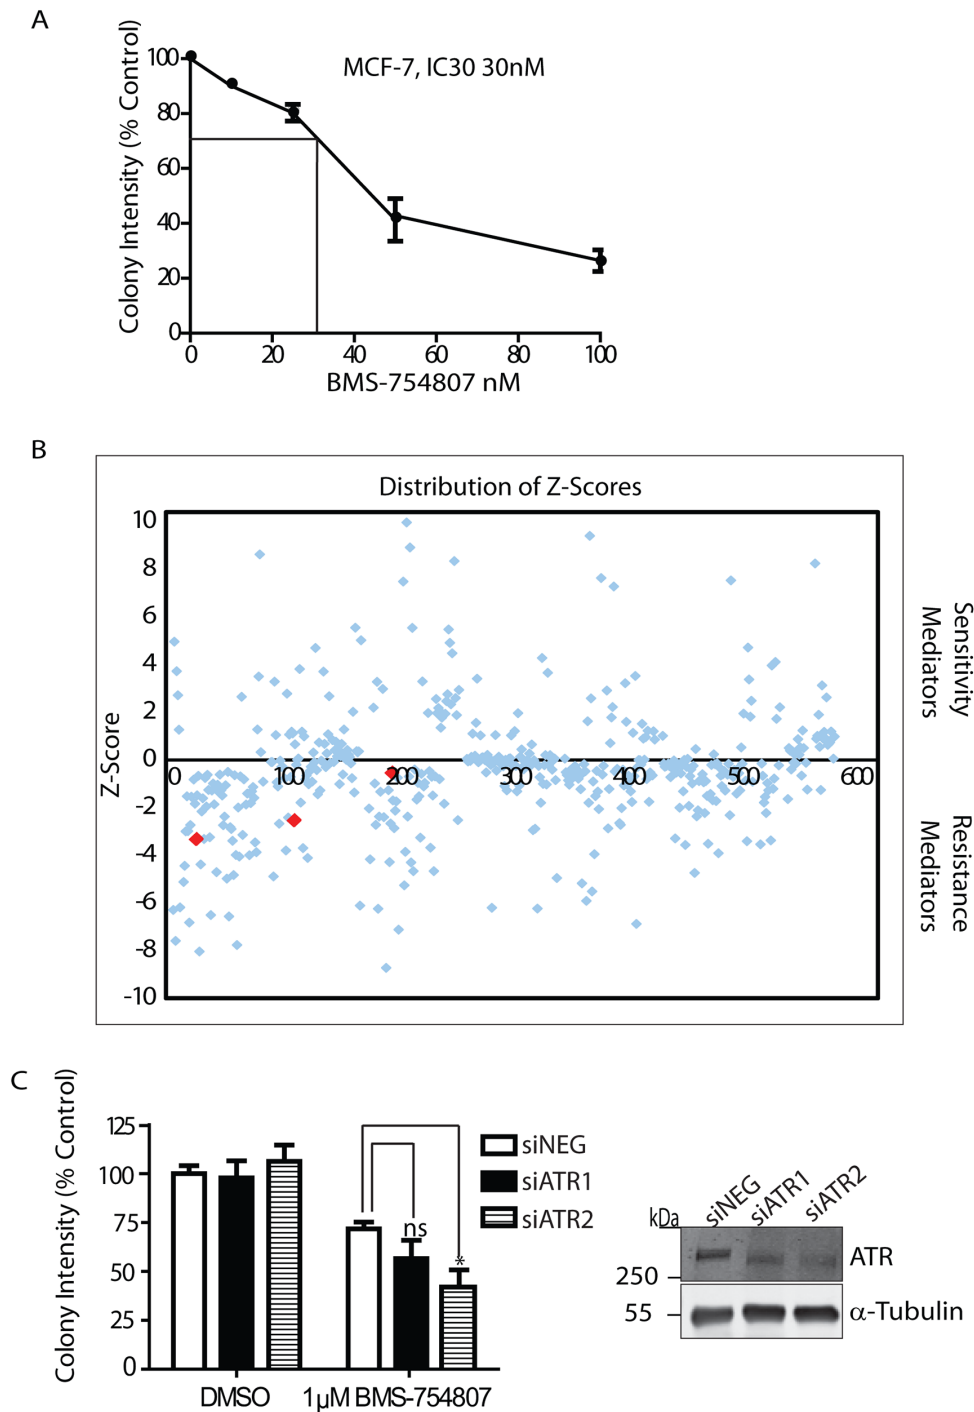 A
Colony Intensity (% Control)
MCF-7, IC30 30nM
100
80
60
40
20
0
0 20 40 60 80 100
BMS-754807 nM
B
Distribution of Z-Scores
Z-Score
10
8
6
4
2
0
-2
-4
-6
-8
-10
0 100 200 300 400 500 600
Sensitivity
Mediators
Resistance
Mediators
C
Colony Intensity (% Control)
125
100
75
50
25
0
siNEG
siATR1
siATR2
ns
*
DMSO 1µM BMS-754807
kDa siNEG siATR1 siATR2
ATR
250
55
α-Tubulin